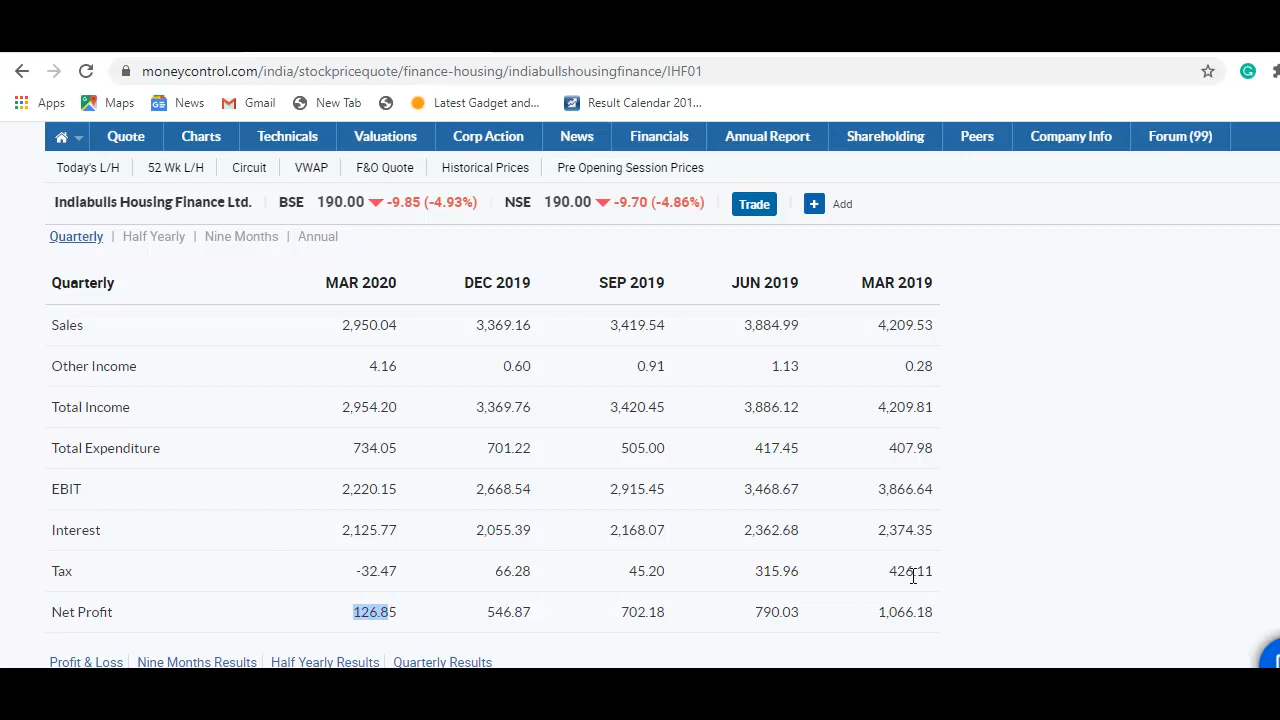 moneycontrol.com/india/stockpricequote/finance-housing/indiabullshousingfinance/IHF01
Apps Maps News Gmail New Tab Latest Gadget and... Result Calendar 201...
Quote Charts Technicals Valuations Corp Action News Financials Annual Report Shareholding Peers Company Info Forum (99)
Today's L/H 52 Wk L/H Circuit VWAP F&O Quote Historical Prices Pre Opening Session Prices
Indiabulls Housing Finance Ltd. | BSE 190.00 -9.85 (-4.93%) | NSE 190.00 -9.70 (-4.86%) Trade + Add
Quarterly | Half Yearly | Nine Months | Annual
Quarterly MAR 2020 DEC 2019 SEP 2019 JUN 2019 MAR 2019
Sales 2,950.04 3,369.16 3,419.54 3,884.99 4,209.53
Other Income 4.16 0.60 0.91 1.13 0.28
Total Income 2,954.20 3,369.76 3,420.45 3,886.12 4,209.81
Total Expenditure 734.05 701.22 505.00 417.45 407.98
EBIT 2,220.15 2,668.54 2,915.45 3,468.67 3,866.64
Interest 2,125.77 2,055.39 2,168.07 2,362.68 2,374.35
Tax -32.47 66.28 45.20 315.96 426.11
Net Profit 126.85 546.87 702.18 790.03 1,066.18
Profit & Loss | Nine Months Results | Half Yearly Results | Quarterly Results